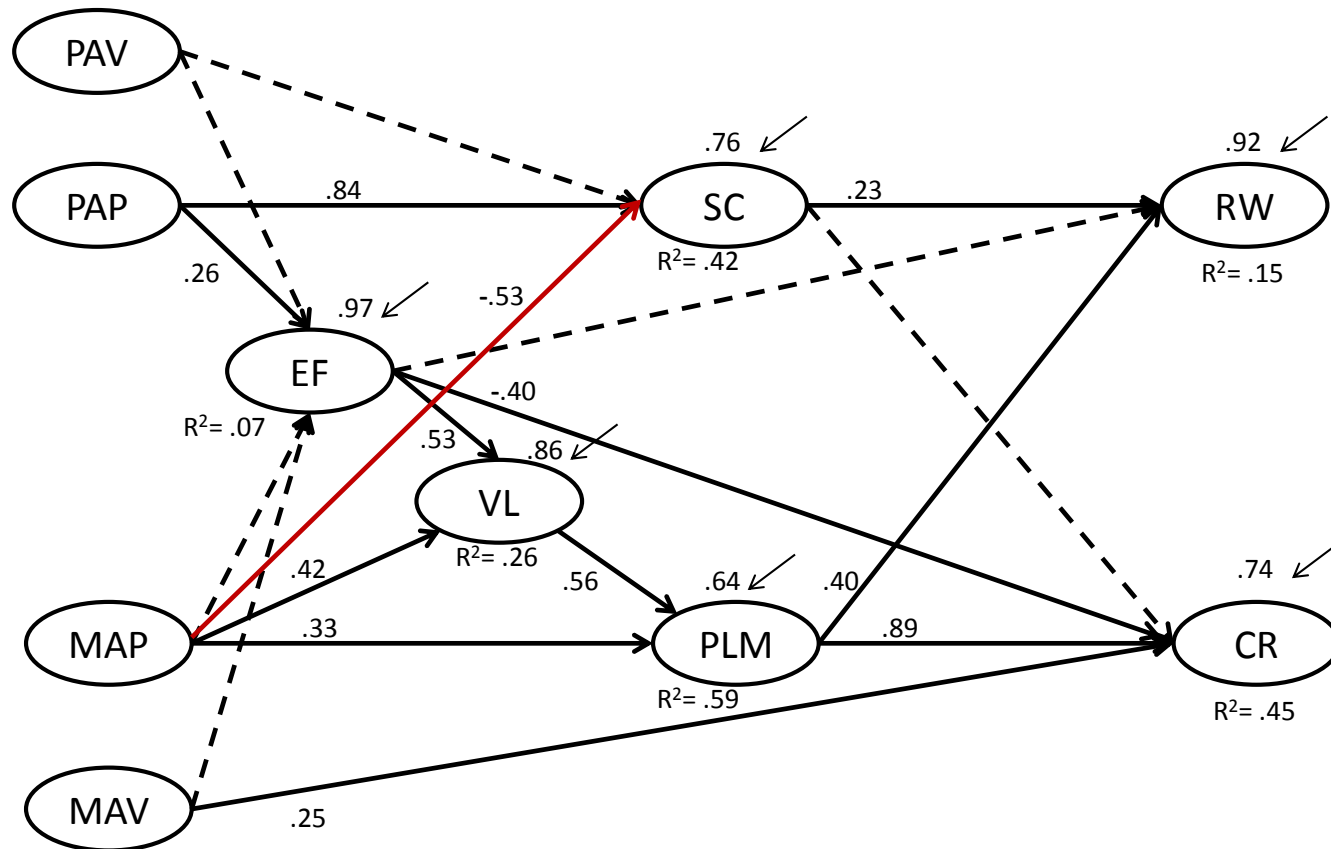 PAV
.76
.92
PAP
.84
SC
.23
RW
R²= .42
R²= .15
.26
.97
-.53
EF
-.40
R²= .07
.53
.86
VL
R²= .26
.42
.56
.64
.40
.74
MAP
.33
PLM
.89
CR
R²= .59
R²= .45
MAV
.25